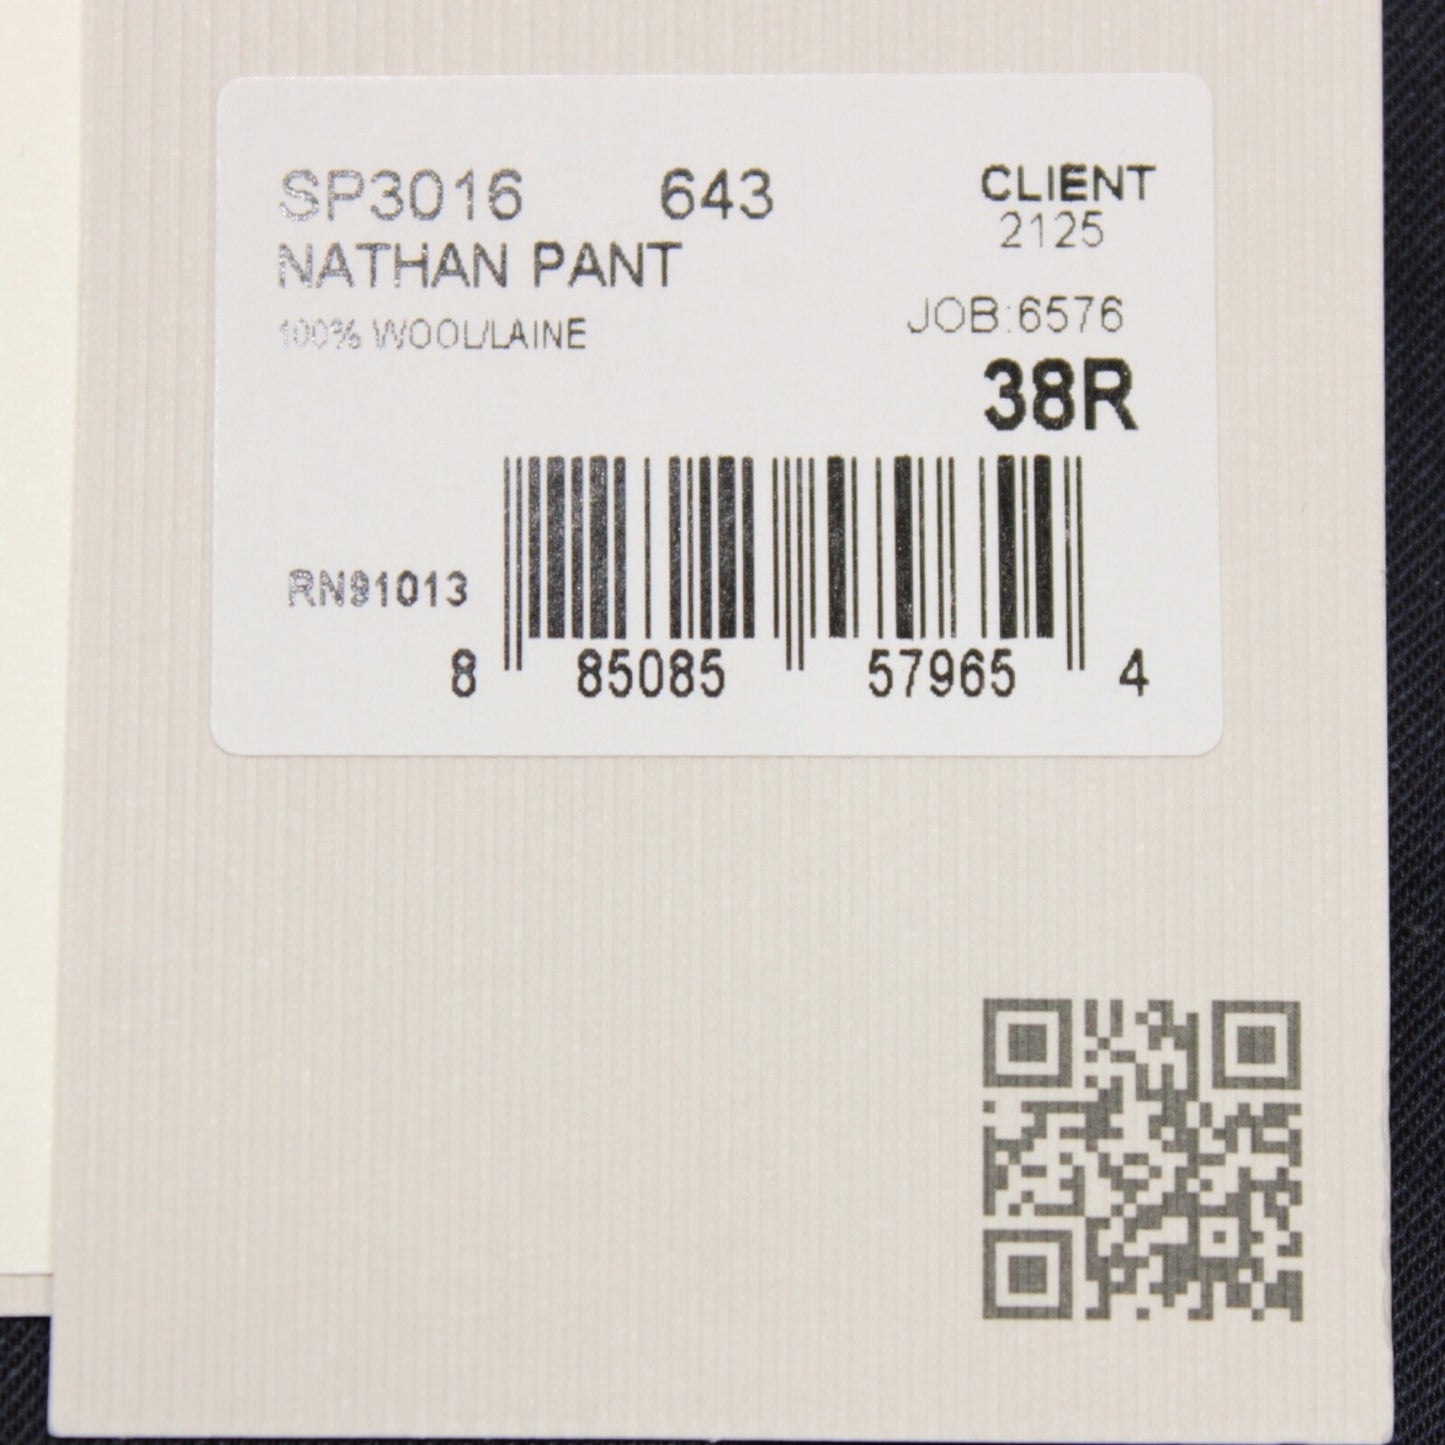 SP3016 643 CLIENT
2125
NATHAN PANT
100% WOOL/LAINE
JOB:6576
38R
RN91013
8 85085 57965 4